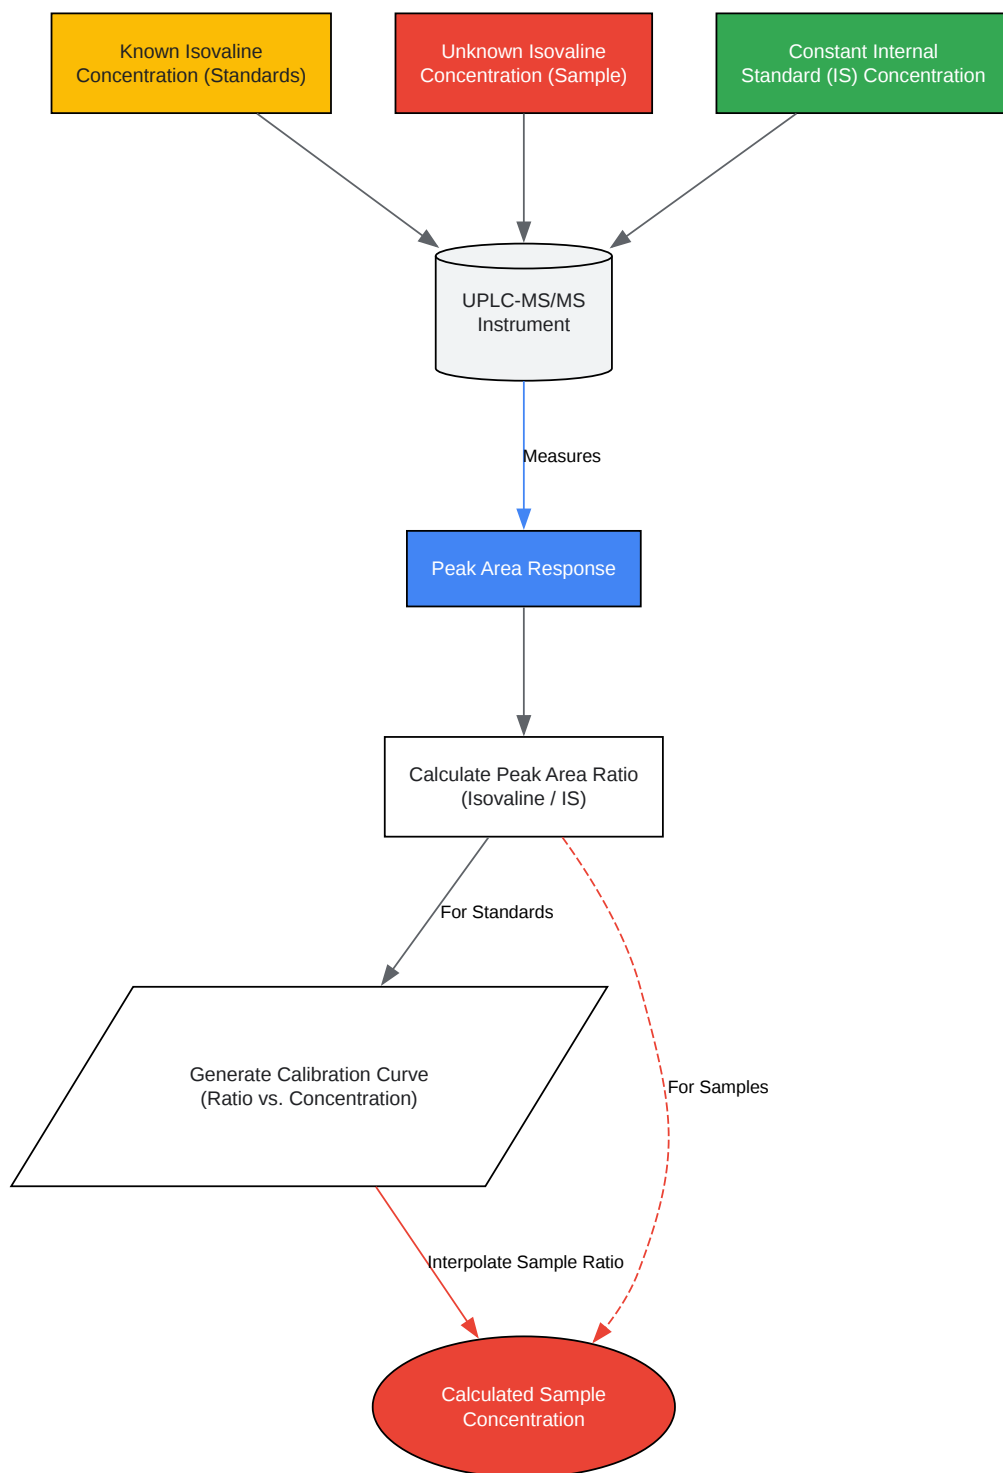 Known Isovaline
Concentration (Standards)
Unknown Isovaline
Concentration (Sample)
Constant Internal
Standard (IS) Concentration
UPLC-MS/MS
Instrument
Measures
Peak Area Response
Calculate Peak Area Ratio
(Isovaline / IS)
For Standards
Generate Calibration Curve
(Ratio vs. Concentration)
For Samples
Interpolate Sample Ratio
Calculated Sample
Concentration